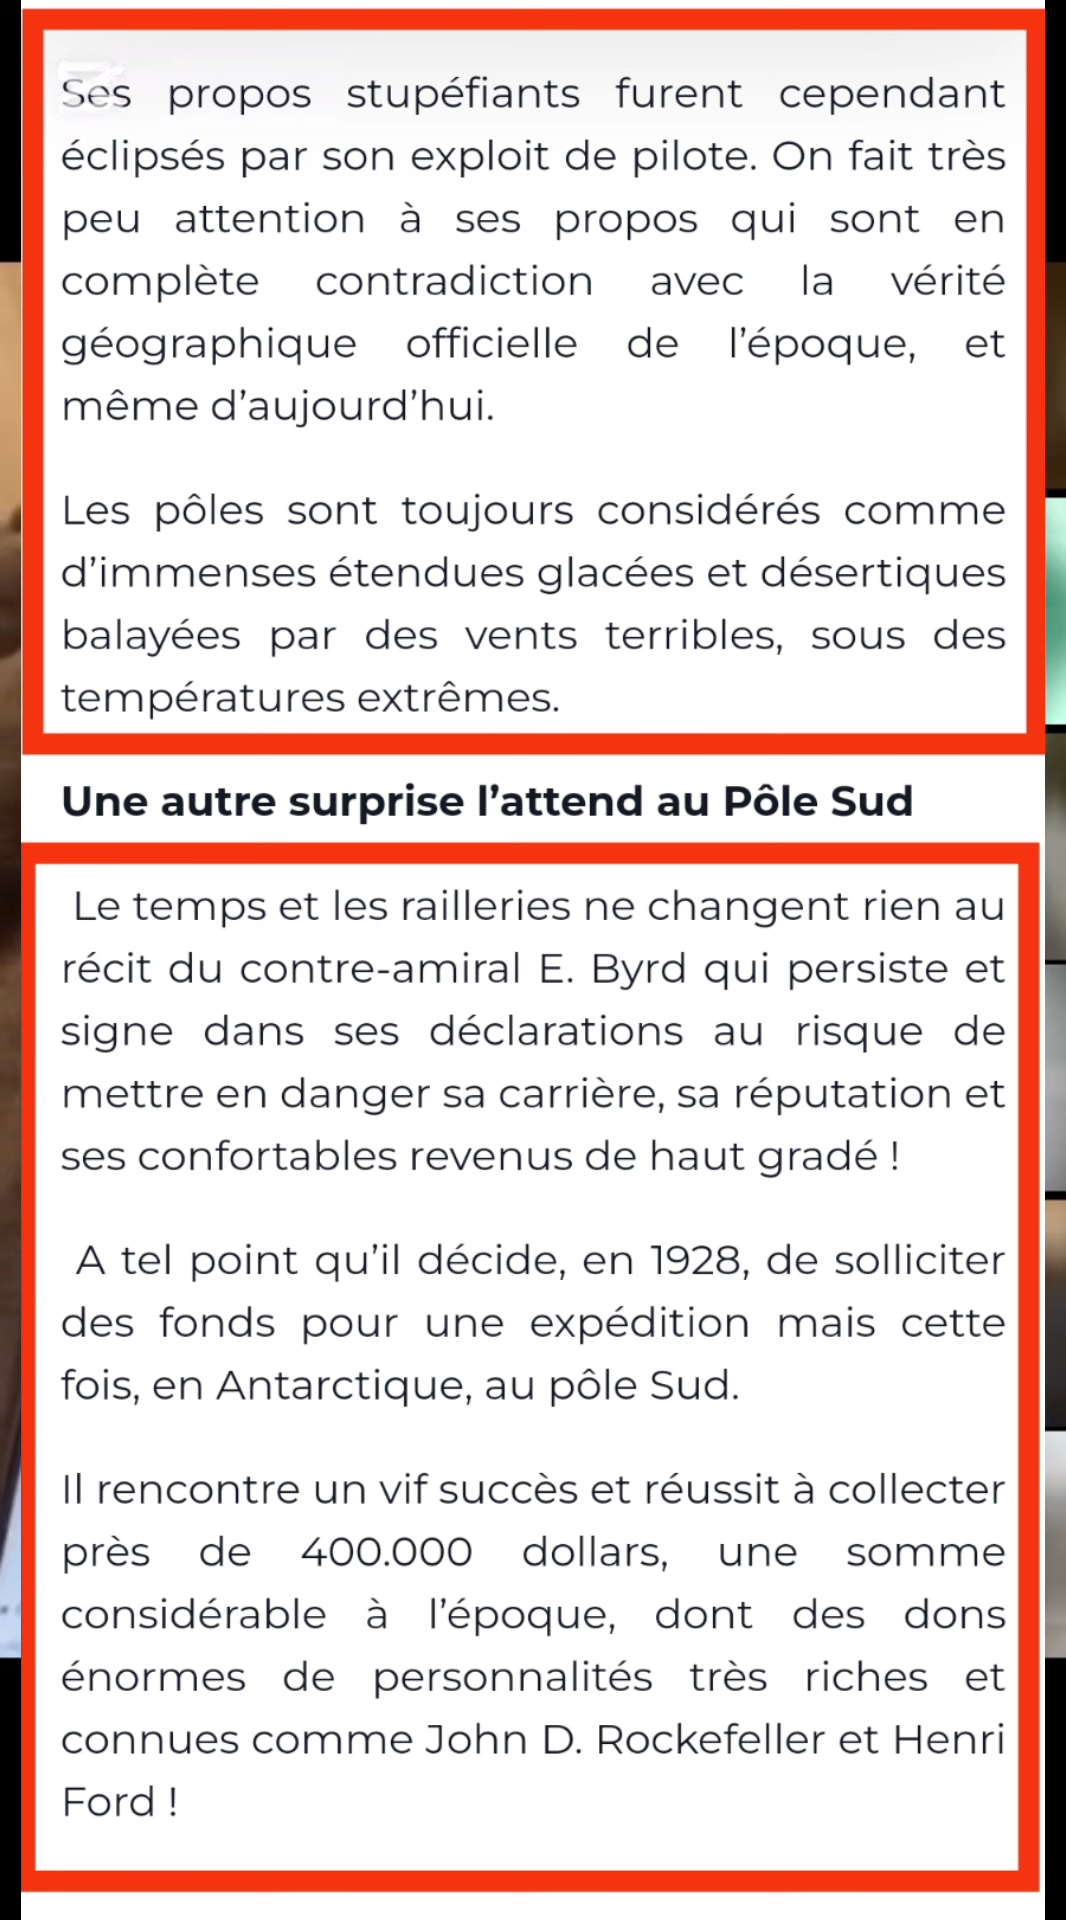 Ses propos stupéfiants furent cependant
éclipsés par son exploit de pilote. On fait très
peu attention à ses propos qui sont en
complète contradiction avec la vérité
géographique officielle de l’époque, et
même d’aujourd’hui.
Les pôles sont toujours considérés comme
d’immenses étendues glacées et désertiques
balayées par des vents terribles, sous des
températures extrêmes.
Une autre surprise l’attend au Pôle Sud
Le temps et les railleries ne changent rien au
récit du contre-amiral E. Byrd qui persiste et
signe dans ses déclarations au risque de
mettre en danger sa carrière, sa réputation et
ses confortables revenus de haut gradé !
A tel point qu’il décide, en 1928, de solliciter
des fonds pour une expédition mais cette
fois, en Antarctique, au pôle Sud.
Il rencontre un vif succès et réussit à collecter
près de 400.000 dollars, une somme
considérable à l’époque, dont des dons
énormes de personnalités très riches et
connues comme John D. Rockefeller et Henri
Ford !